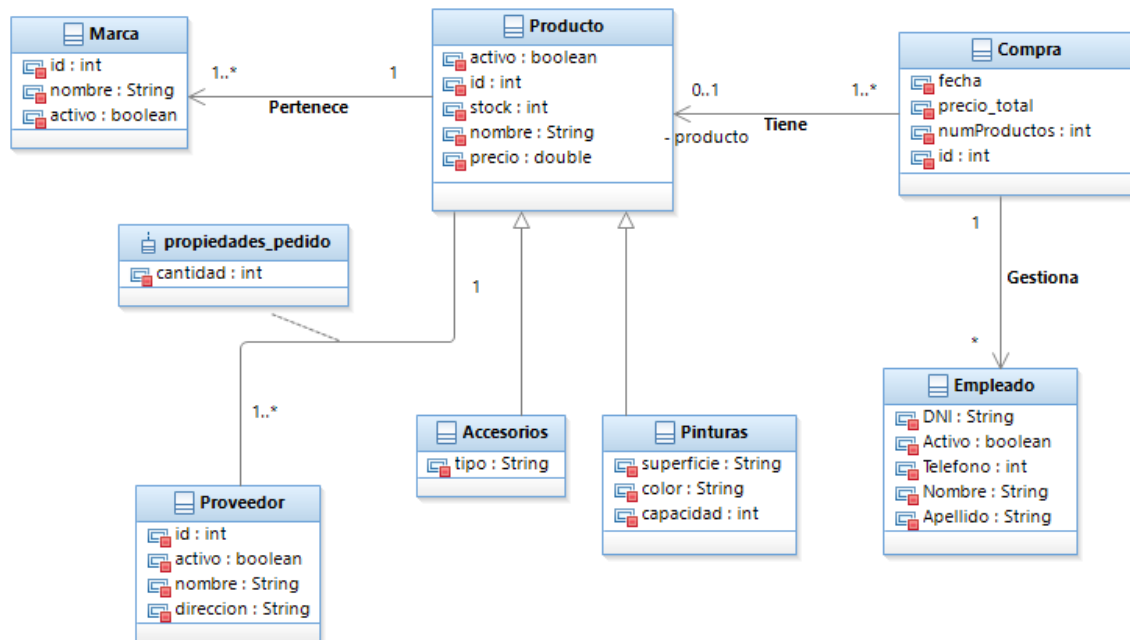 Marca
id : int
nombre : String
activo : boolean
1..*
1
Pertenece
Producto
activo : boolean
id : int
stock : int
nombre : String
precio : double
0..1
1..*
- producto
Tiene
Compra
fecha
precio_total
numProductos : int
id : int
propiedades_pedido
cantidad : int
1
1..*
1
Gestiona
*
Accesorios
tipo : String
Pinturas
superficie : String
color : String
capacidad : int
Empleado
DNI : String
Activo : boolean
Telefono : int
Nombre : String
Apellido : String
Proveedor
id : int
activo : boolean
nombre : String
direccion : String